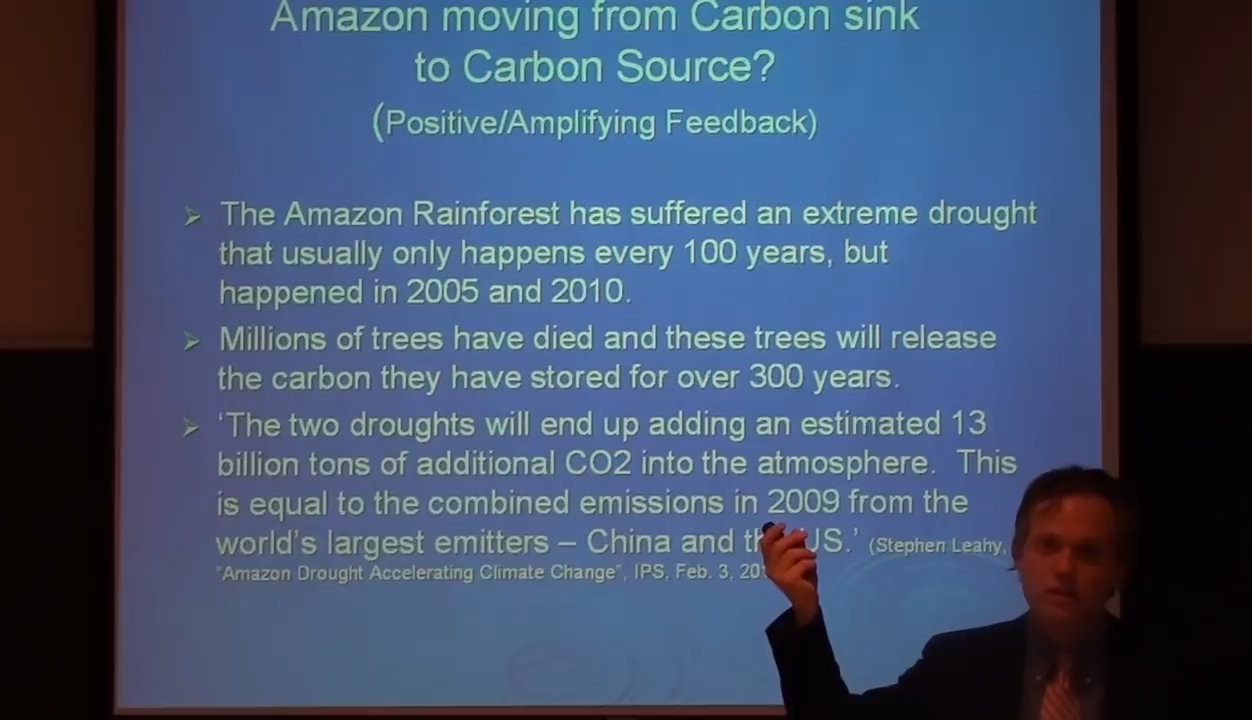 Amazon moving from Carbon sink
to Carbon Source?
(Positive/Amplifying Feedback)
The Amazon Rainforest has suffered an extreme drought
that usually only happens every 100 years, but
happened in 2005 and 2010.
Millions of trees have died and these trees will release
the carbon they have stored for over 300 years.
‘The two droughts will end up adding an estimated 13
billion tons of additional CO2 into the atmosphere. This
is equal to the combined emissions in 2009 from the
world’s largest emitters – China and US.’ (Stephen Leahy,
“Amazon Drought Accelerating Climate Change”, IPS, Feb. 3,